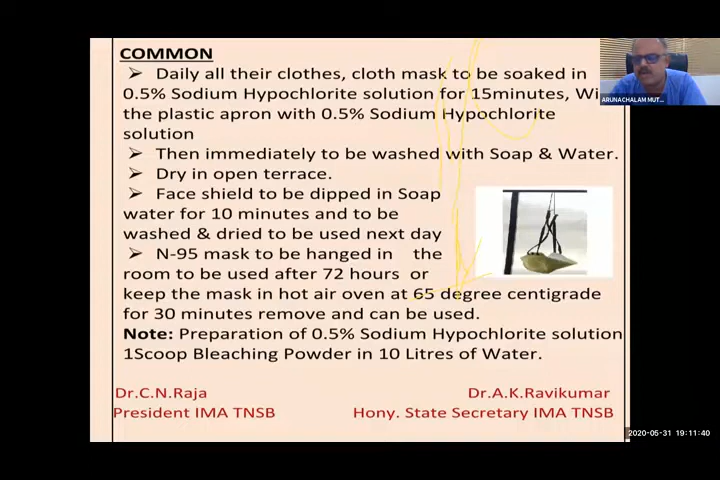 COMMON
➢ Daily all their clothes, cloth mask to be soaked in
0.5% Sodium Hypochlorite solution for 15minutes, Wi
the plastic apron with 0.5% Sodium Hypochlorite
solution
➢ Then immediately to be washed with Soap & Water.
➢ Dry in open terrace.
➢ Face shield to be dipped in Soap
water for 10 minutes and to be
washed & dried to be used next day
➢ N-95 mask to be hanged in the
room to be used after 72 hours or
keep the mask in hot air oven at 65 degree centigrade
for 30 minutes remove and can be used.
Note: Preparation of 0.5% Sodium Hypochlorite solution
1Scoop Bleaching Powder in 10 Litres of Water.
Dr.C.N.Raja
President IMA TNSB
Dr.A.K.Ravikumar
Hony. State Secretary IMA TNSB
ARUNACHALAM MUT...
2020-05-31 19:11:40